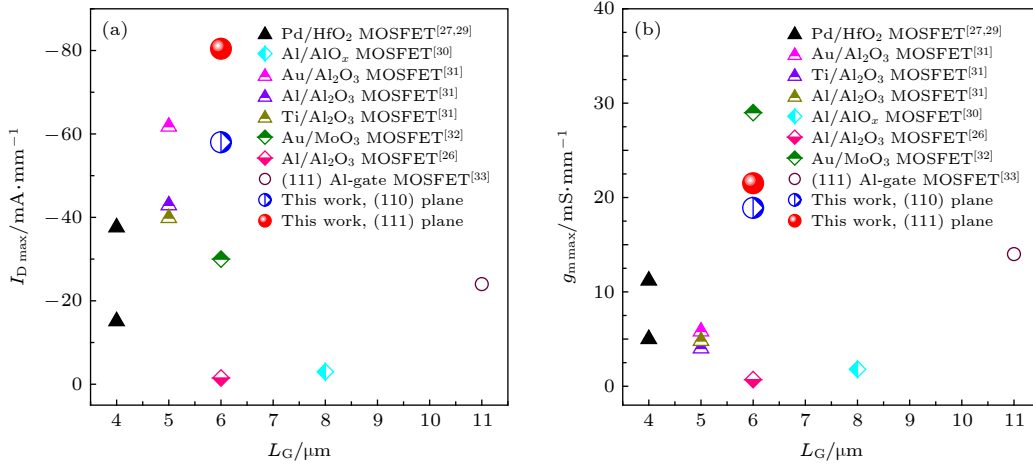 (a)
Pd/HfO₂ MOSFET[27,29]
Al/AlOₓ MOSFET[30]
Au/Al₂O₃ MOSFET[31]
Al/Al₂O₃ MOSFET[31]
Ti/Al₂O₃ MOSFET[31]
Au/MoO₃ MOSFET[32]
Al/Al₂O₃ MOSFET[26]
(111) Al-gate MOSFET[33]
This work, (110) plane
This work, (111) plane
−80
−60
−40
−20
0
I_D max/mA·mm⁻¹
4 5 6 7 8 9 10 11
L_G/μm
(b)
Pd/HfO₂ MOSFET[27,29]
Au/Al₂O₃ MOSFET[31]
Ti/Al₂O₃ MOSFET[31]
Al/Al₂O₃ MOSFET[31]
Al/AlOₓ MOSFET[30]
Al/Al₂O₃ MOSFET[26]
Au/MoO₃ MOSFET[32]
(111) Al-gate MOSFET[33]
This work, (110) plane
This work, (111) plane
40
30
20
10
0
g_m max/mS·mm⁻¹
4 5 6 7 8 9 10 11
L_G/μm